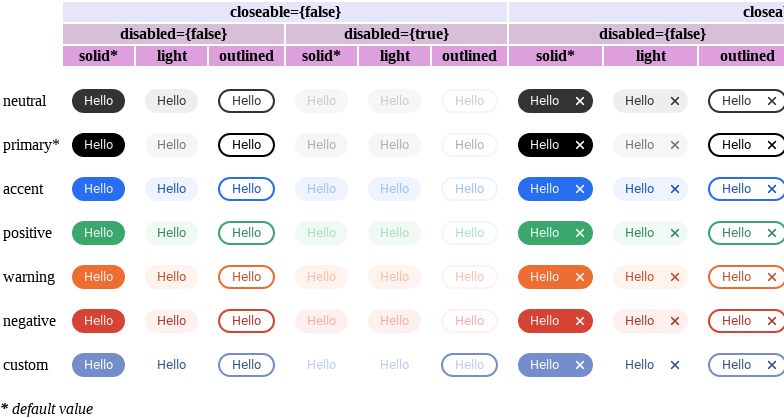 closeable={false} closea
disabled={false} disabled={true} disabled={false}
solid* light outlined solid* light outlined solid* light outlined
neutral Hello Hello Hello Hello Hello Hello Hello × Hello × Hello ×
primary* Hello Hello Hello Hello Hello Hello Hello × Hello × Hello ×
accent Hello Hello Hello Hello Hello Hello Hello × Hello × Hello ×
positive Hello Hello Hello Hello Hello Hello Hello × Hello × Hello ×
warning Hello Hello Hello Hello Hello Hello Hello × Hello × Hello ×
negative Hello Hello Hello Hello Hello Hello Hello × Hello × Hello ×
custom Hello Hello Hello Hello Hello Hello Hello × Hello × Hello ×
* default value